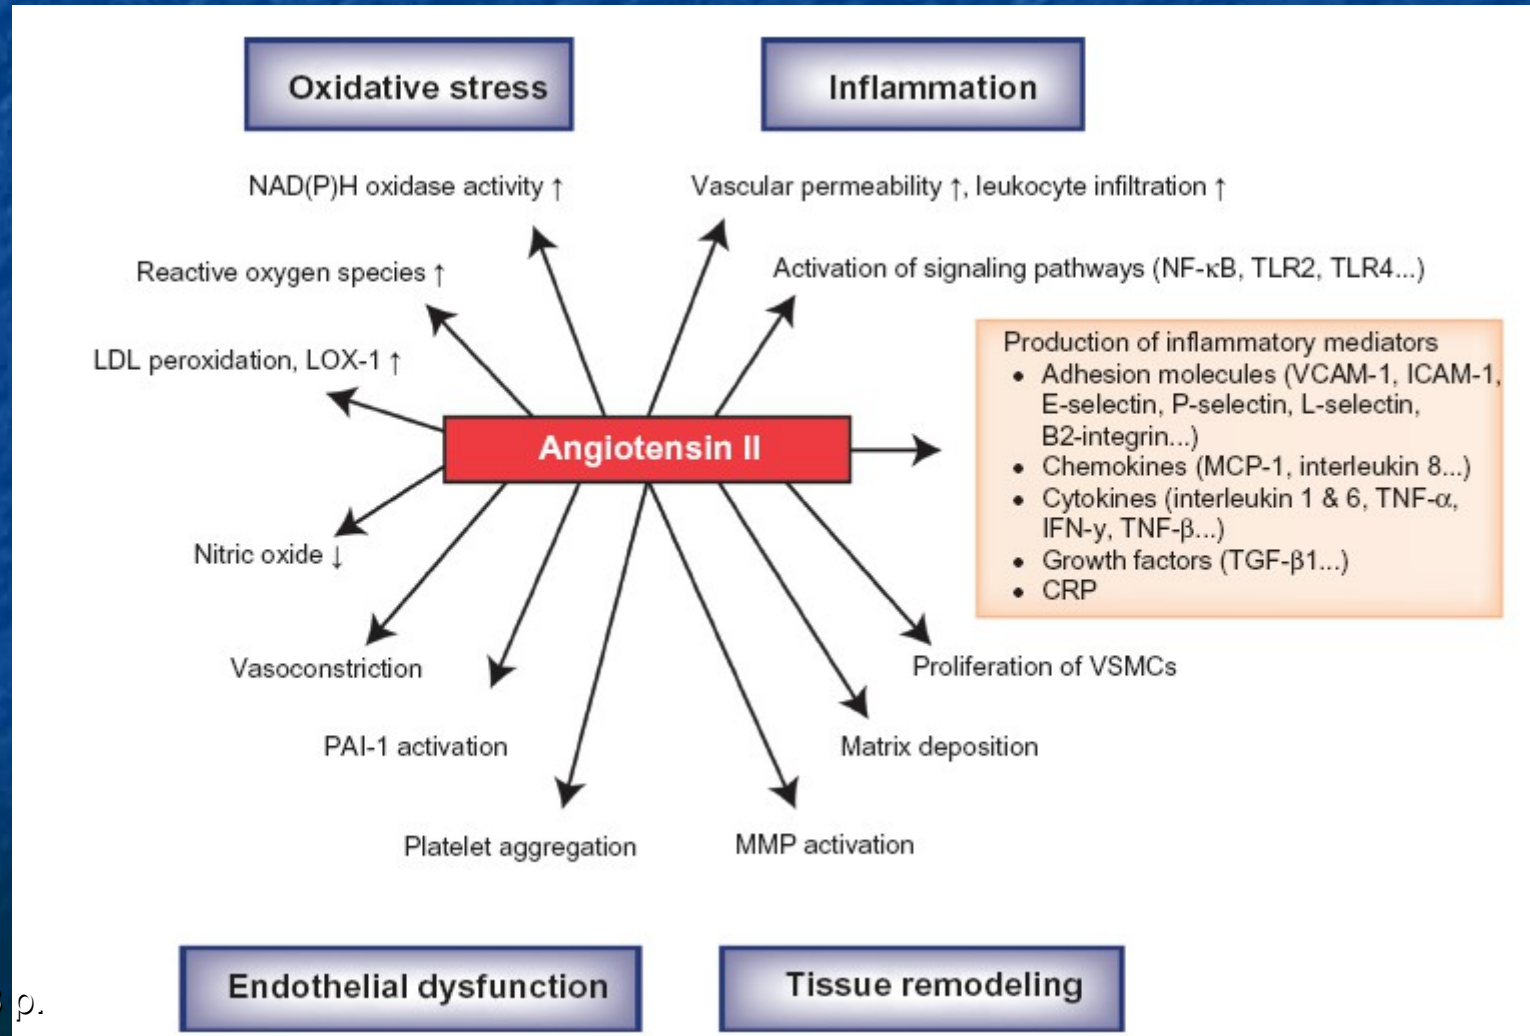 Oxidative stress
Inflammation
NAD(P)H oxidase activity ↑
Vascular permeability ↑, leukocyte infiltration ↑
Reactive oxygen species ↑
Activation of signaling pathways (NF-κB, TLR2, TLR4...)
LDL peroxidation, LOX-1 ↑
Production of inflammatory mediators
• Adhesion molecules (VCAM-1, ICAM-1,
E-selectin, P-selectin, L-selectin,
B2-integrin...)
• Chemokines (MCP-1, interleukin 8...)
• Cytokines (interleukin 1 & 6, TNF-α,
IFN-y, TNF-β...)
• Growth factors (TGF-β1...)
• CRP
Angiotensin II
Nitric oxide ↓
Vasoconstriction
Proliferation of VSMCs
PAI-1 activation
Matrix deposition
Platelet aggregation
MMP activation
Endothelial dysfunction
Tissue remodeling
p.